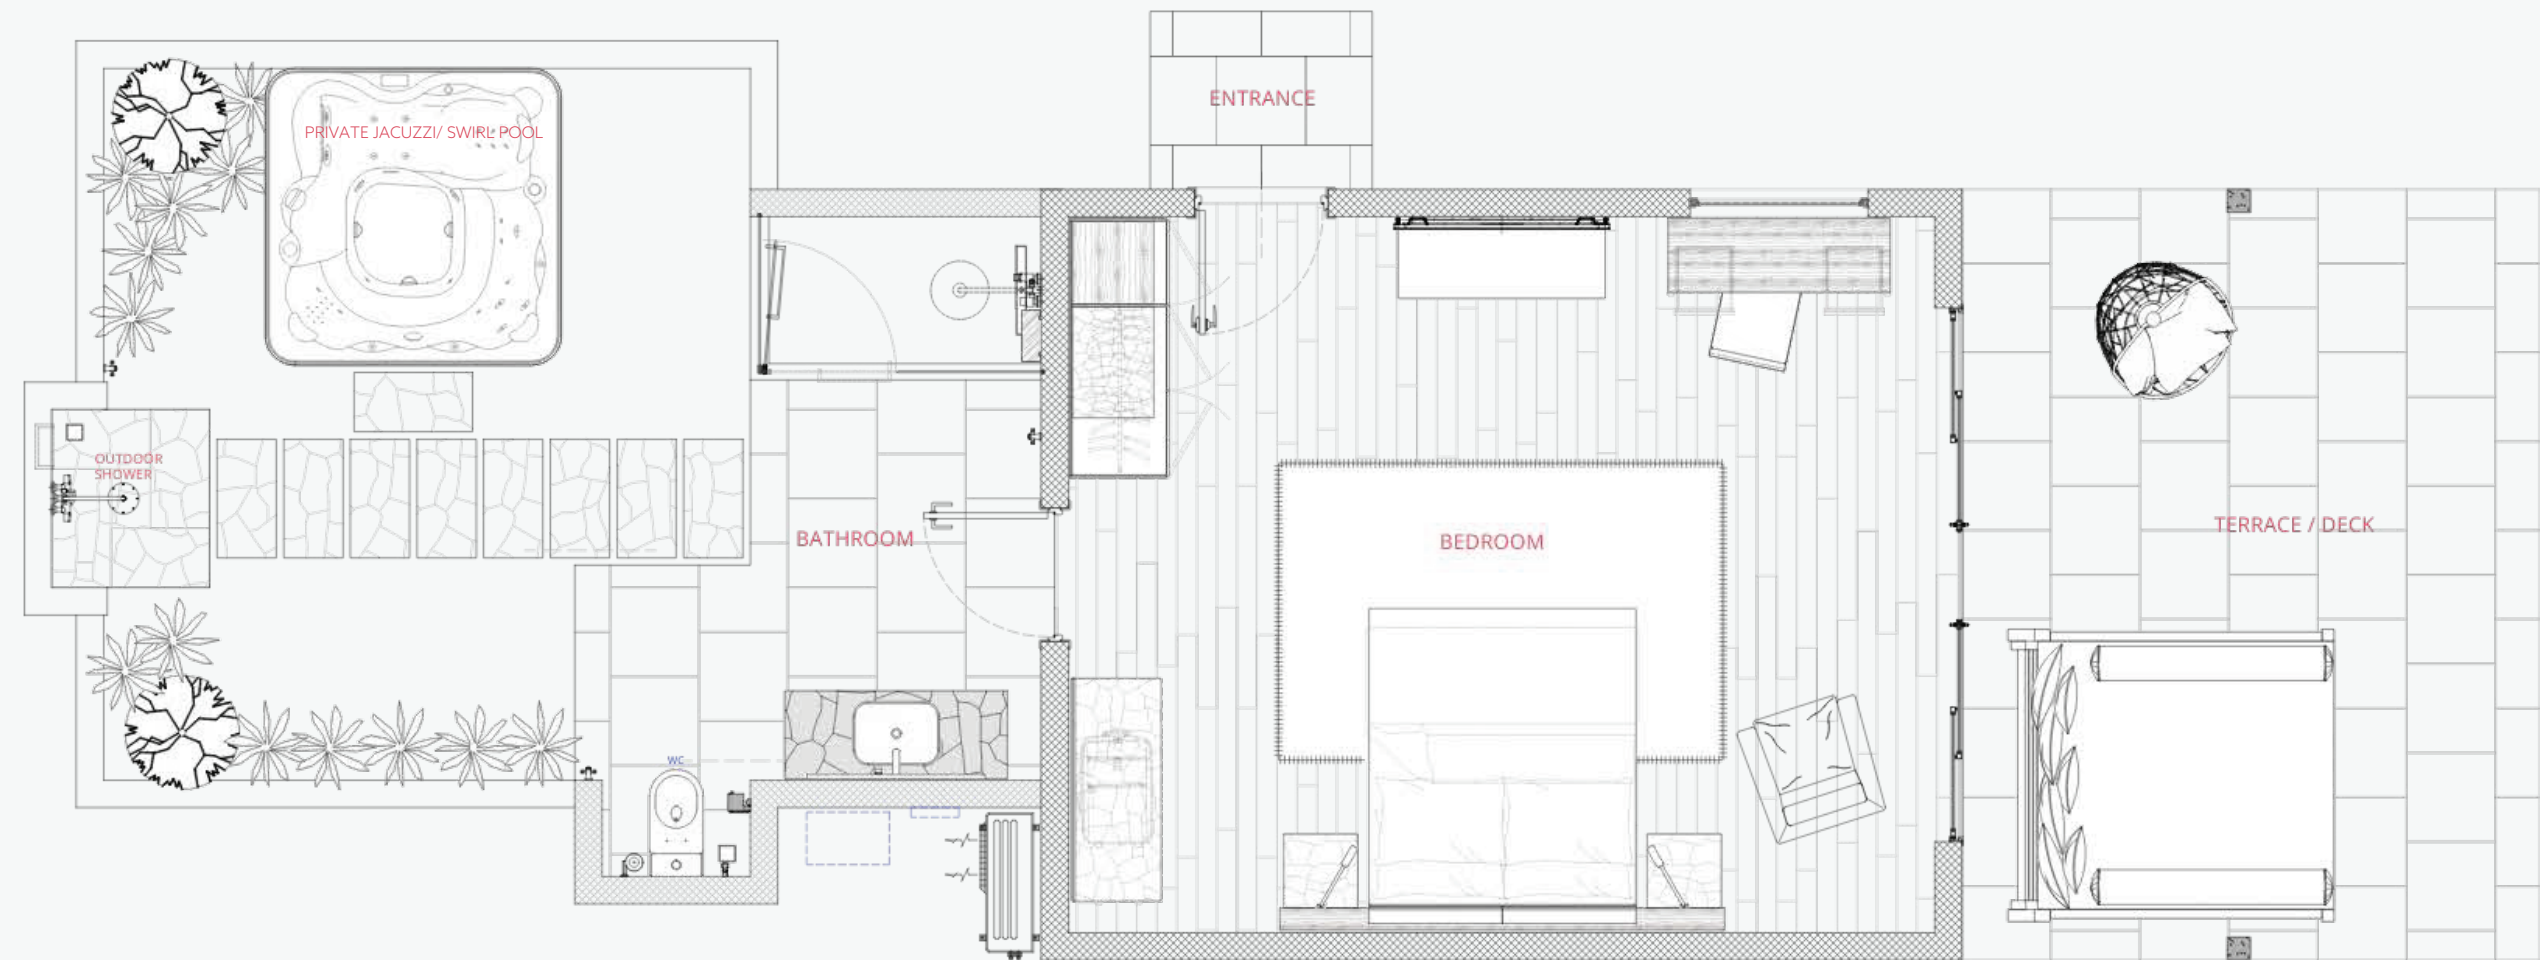 ENTRANCE
PRIVATE JACUZZI/ SWIRL POOL
OUTDOOR
SHOWER
BATHROOM
BEDROOM
TERRACE / DECK
WC